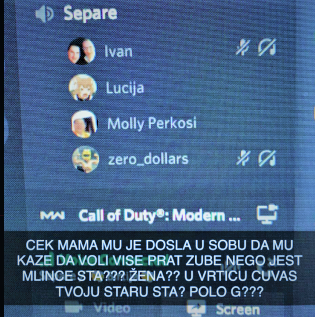 Separe
Ivan
Lucija
Molly Perkosi
zero_dollars
Call of Duty®: Modern ...
CEK MAMA MU JE DOSLA U SOBU DA MU
KAZE DA VOLI VISE PRAT ZUBE NEGO JEST
MLINCE STA??? ŽENA?? U VRTIĆU CUVAS
TVOJU STARU STA? POLO G???
Video
Screen